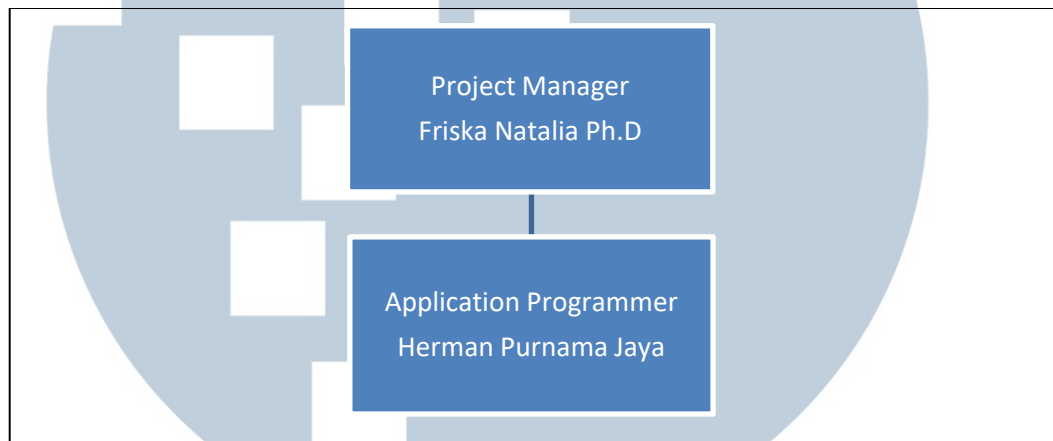 Project Manager
Friska Natalia Ph.D
Application Programmer
Herman Purnama Jaya